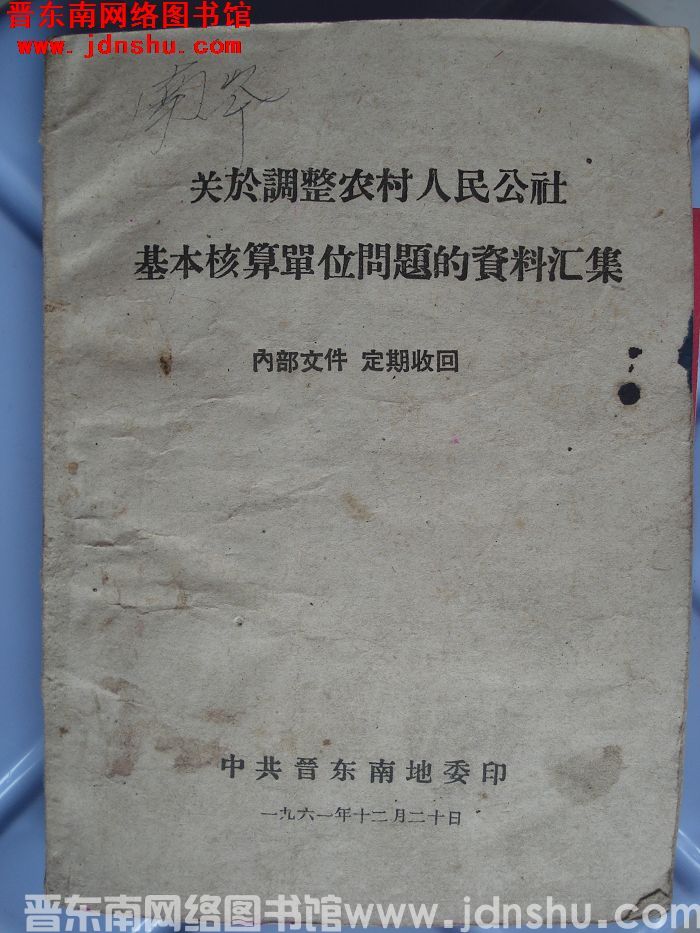 晋东南网络图书馆
www.jdnshu.com
关於調整农村人民公社
基本核算單位問題的資料汇集
內部文件 定期收回
中共晉东南地委印
一九六一年十二月二十日
晋东南网络图书馆www.jdnshu.com